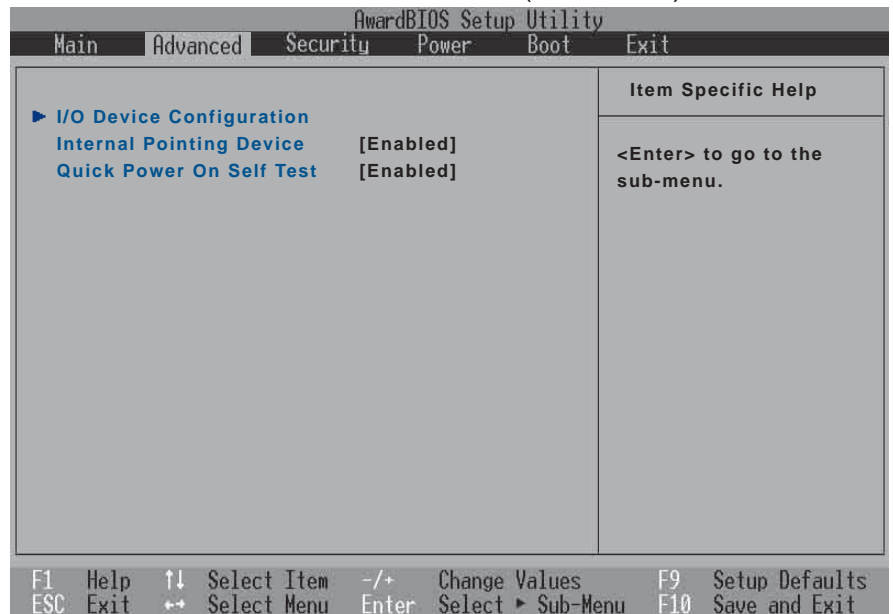 AwardBIOS Setup Utility
Main Advanced Security Power Boot Exit
Item Specific Help
▶ I/O Device Configuration
Internal Pointing Device [Enabled]
Quick Power On Self Test [Enabled]
<Enter> to go to the
sub-menu.
F1 Help ↑↓ Select Item -/+ Change Values F9 Setup Defaults
ESC Exit ←→ Select Menu Enter Select ▶ Sub-Menu F10 Save and Exit